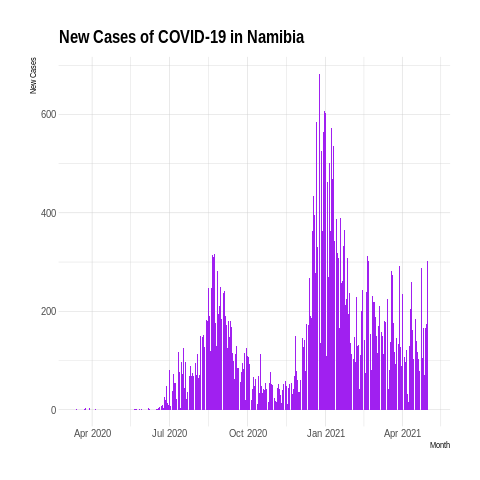 New Cases of COVID-19 in Namibia
New Cases
600
400
200
0
Apr 2020 Jul 2020 Oct 2020 Jan 2021 Apr 2021
Month